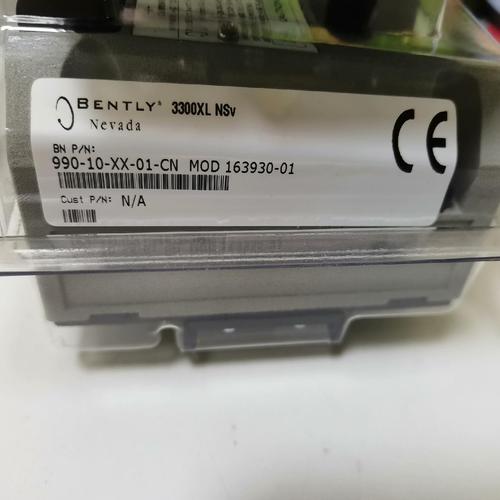 BENTLY® 3300XL NSv
Nevada
BN P/N:
990-10-XX-01-CN MOD 163930-01
Cust P/N: N/A
CE